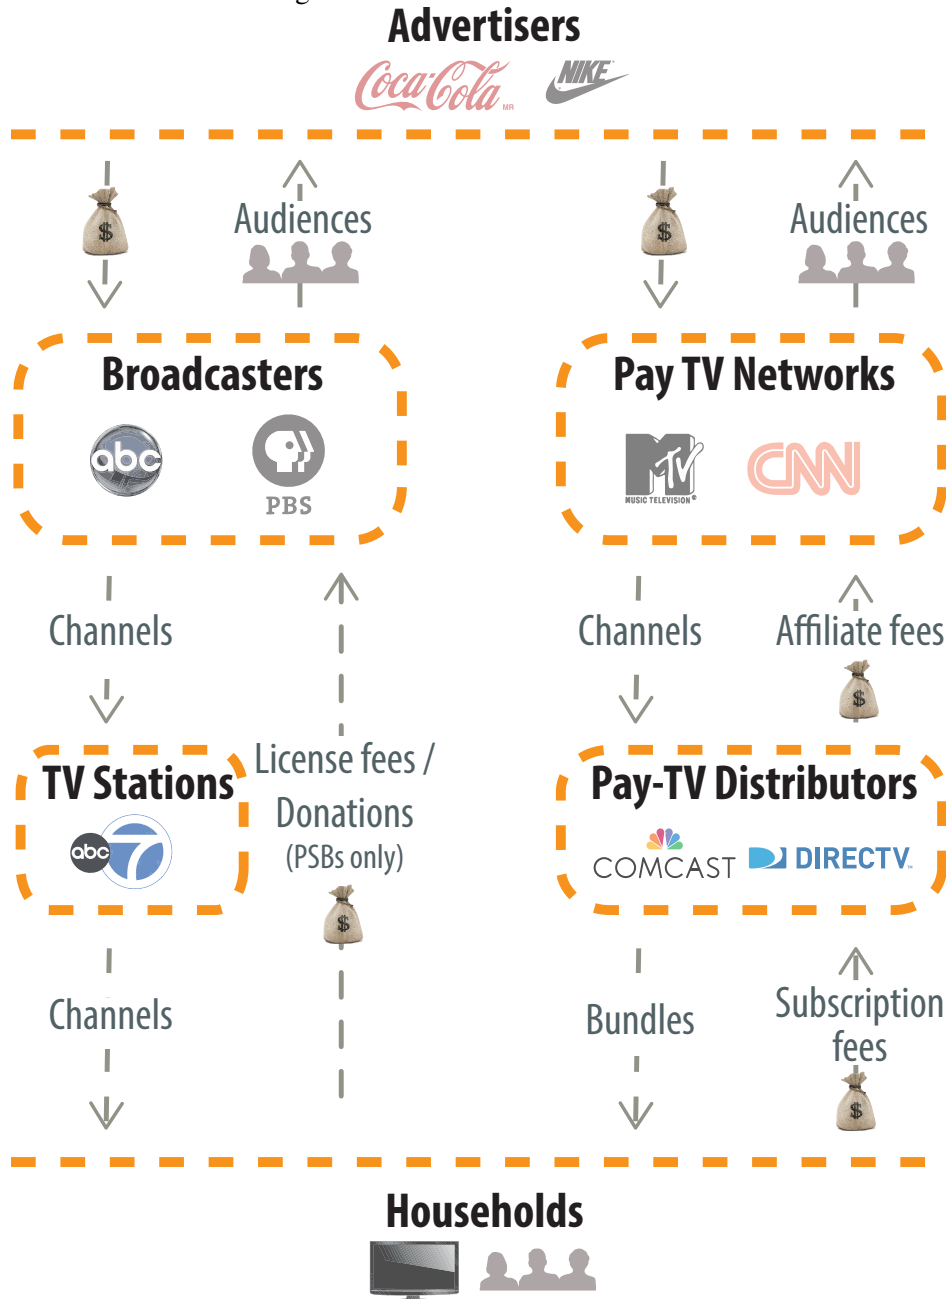 Advertisers
Coca-Cola MR
NIKE
$
Audiences
$
Audiences
Broadcasters
Pay TV Networks
abc
PBS
MTV
MUSIC TELEVISION ®
CNN
Channels
Channels
Affiliate fees
$
TV Stations
License fees /
Donations
(PSBs only)
$
abc 7
Pay-TV Distributors
COMCAST
DIRECTV
Channels
Bundles
Subscription
fees
$
Households